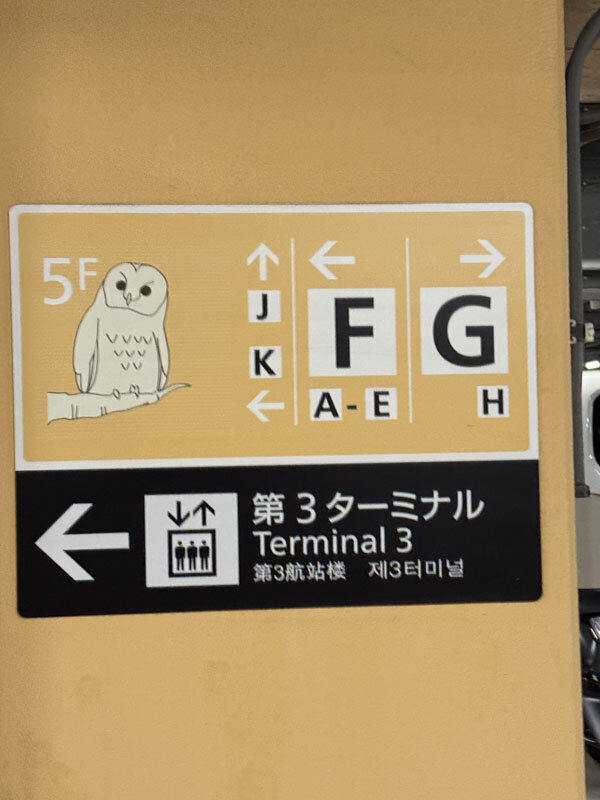 5F
J
K
F
A - E
G
H
第3ターミナル
Terminal 3
第3航站楼 제3터미널